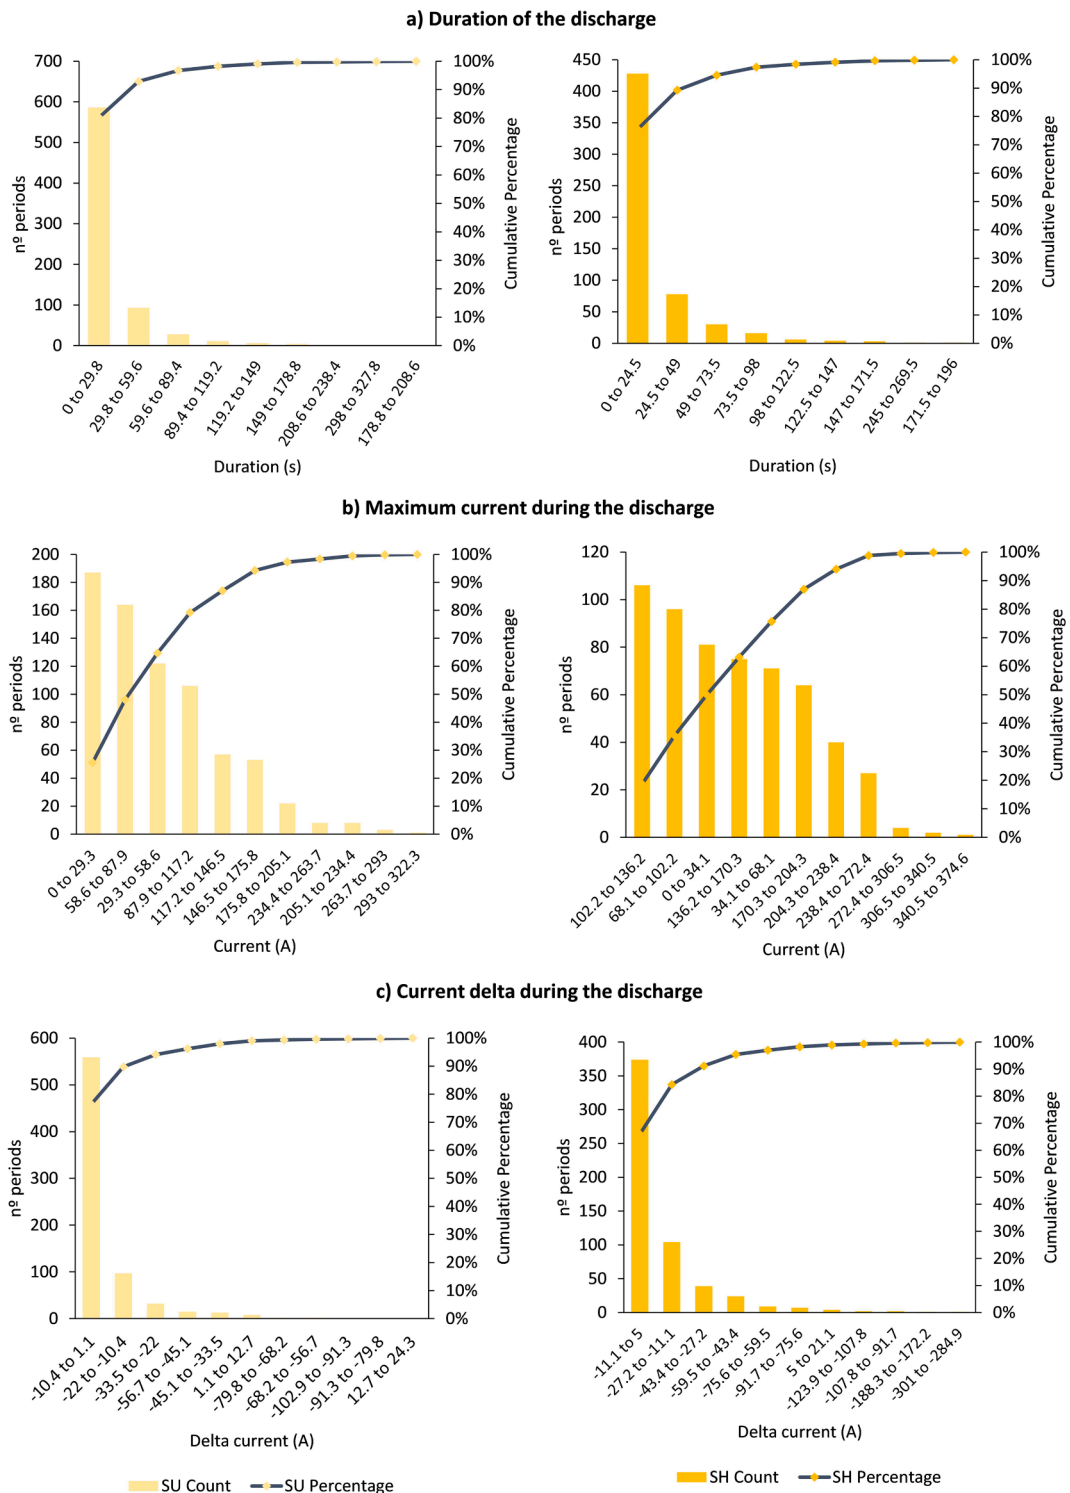 a) Duration of the discharge
700
600
500
400
300
200
100
0
nº periods
100%
90%
80%
70%
60%
50%
40%
30%
20%
10%
0%
Cumulative Percentage
0 to 29.8
29.8 to 59.6
59.6 to 89.4
89.4 to 119.2
119.2 to 149
149 to 178.8
208.6 to 238.4
298 to 327.8
178.8 to 208.6
Duration (s)
450
400
350
300
250
200
150
100
50
0
nº periods
100%
90%
80%
70%
60%
50%
40%
30%
20%
10%
0%
Cumulative Percentage
0 to 24.5
24.5 to 49
49 to 73.5
73.5 to 98
98 to 122.5
122.5 to 147
147 to 171.5
245 to 269.5
171.5 to 196
Duration (s)
b) Maximum current during the discharge
200
180
160
140
120
100
80
60
40
20
0
nº periods
100%
90%
80%
70%
60%
50%
40%
30%
20%
10%
0%
Cumulative Percentage
0 to 29.3
58.6 to 87.9
29.3 to 58.6
87.9 to 117.2
117.2 to 146.5
146.5 to 175.8
175.8 to 205.1
234.4 to 263.7
205.1 to 234.4
263.7 to 293
293 to 322.3
Current (A)
120
100
80
60
40
20
0
nº periods
100%
90%
80%
70%
60%
50%
40%
30%
20%
10%
0%
Cumulative Percentage
102.2 to 136.2
68.1 to 102.2
0 to 34.1
136.2 to 170.3
34.1 to 68.1
170.3 to 204.3
204.3 to 238.4
238.4 to 272.4
272.4 to 306.5
306.5 to 340.5
340.5 to 374.6
Current (A)
c) Current delta during the discharge
600
500
400
300
200
100
0
nº periods
100%
90%
80%
70%
60%
50%
40%
30%
20%
10%
0%
Cumulative Percentage
-10.4 to 1.1
-22 to -10.4
-33.5 to -22
-56.7 to -45.1
-45.1 to -33.5
1.1 to 12.7
-79.8 to -68.2
-68.2 to -56.7
-102.9 to -91.3
-91.3 to -79.8
12.7 to 24.3
Delta current (A)
400
350
300
250
200
150
100
50
0
nº periods
100%
90%
80%
70%
60%
50%
40%
30%
20%
10%
0%
Cumulative Percentage
-11.1 to 5
-27.2 to -11.1
-43.4 to -27.2
-59.5 to -43.4
-75.6 to -59.5
-91.7 to -75.6
5 to 21.1
-123.9 to -107.8
-107.8 to -91.7
-188.3 to -172.2
-301 to -284.9
Delta current (A)
SU Count
SU Percentage
SH Count
SH Percentage